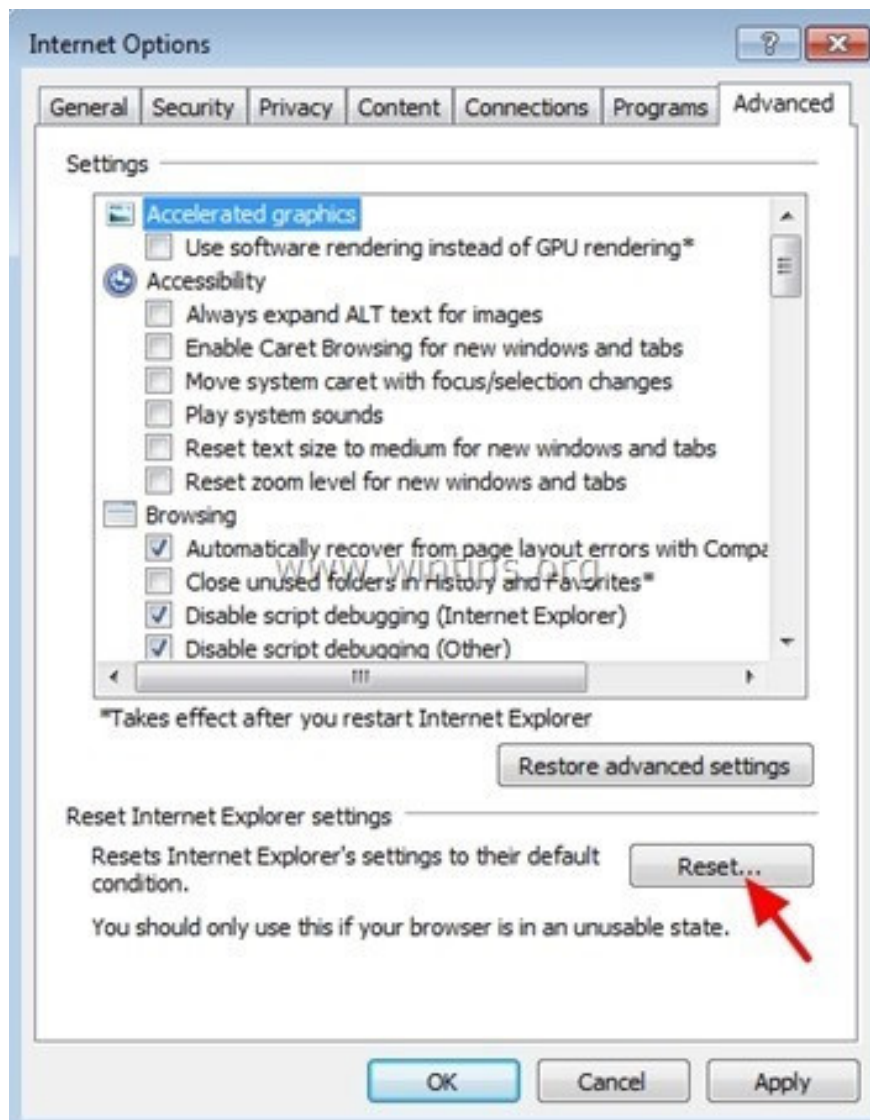 Internet Options
General Security Privacy Content Connections Programs Advanced
Settings
Accelerated graphics
Use software rendering instead of GPU rendering*
Accessibility
Always expand ALT text for images
Enable Caret Browsing for new windows and tabs
Move system caret with focus/selection changes
Play system sounds
Reset text size to medium for new windows and tabs
Reset zoom level for new windows and tabs
Browsing
Automatically recover from page layout errors with Compa
www.wintips.org
Close unused folders in History and Favorites*
Disable script debugging (Internet Explorer)
Disable script debugging (Other)
*Takes effect after you restart Internet Explorer
Restore advanced settings
Reset Internet Explorer settings
Resets Internet Explorer's settings to their default
condition.
Reset...
You should only use this if your browser is in an unusable state.
OK Cancel Apply